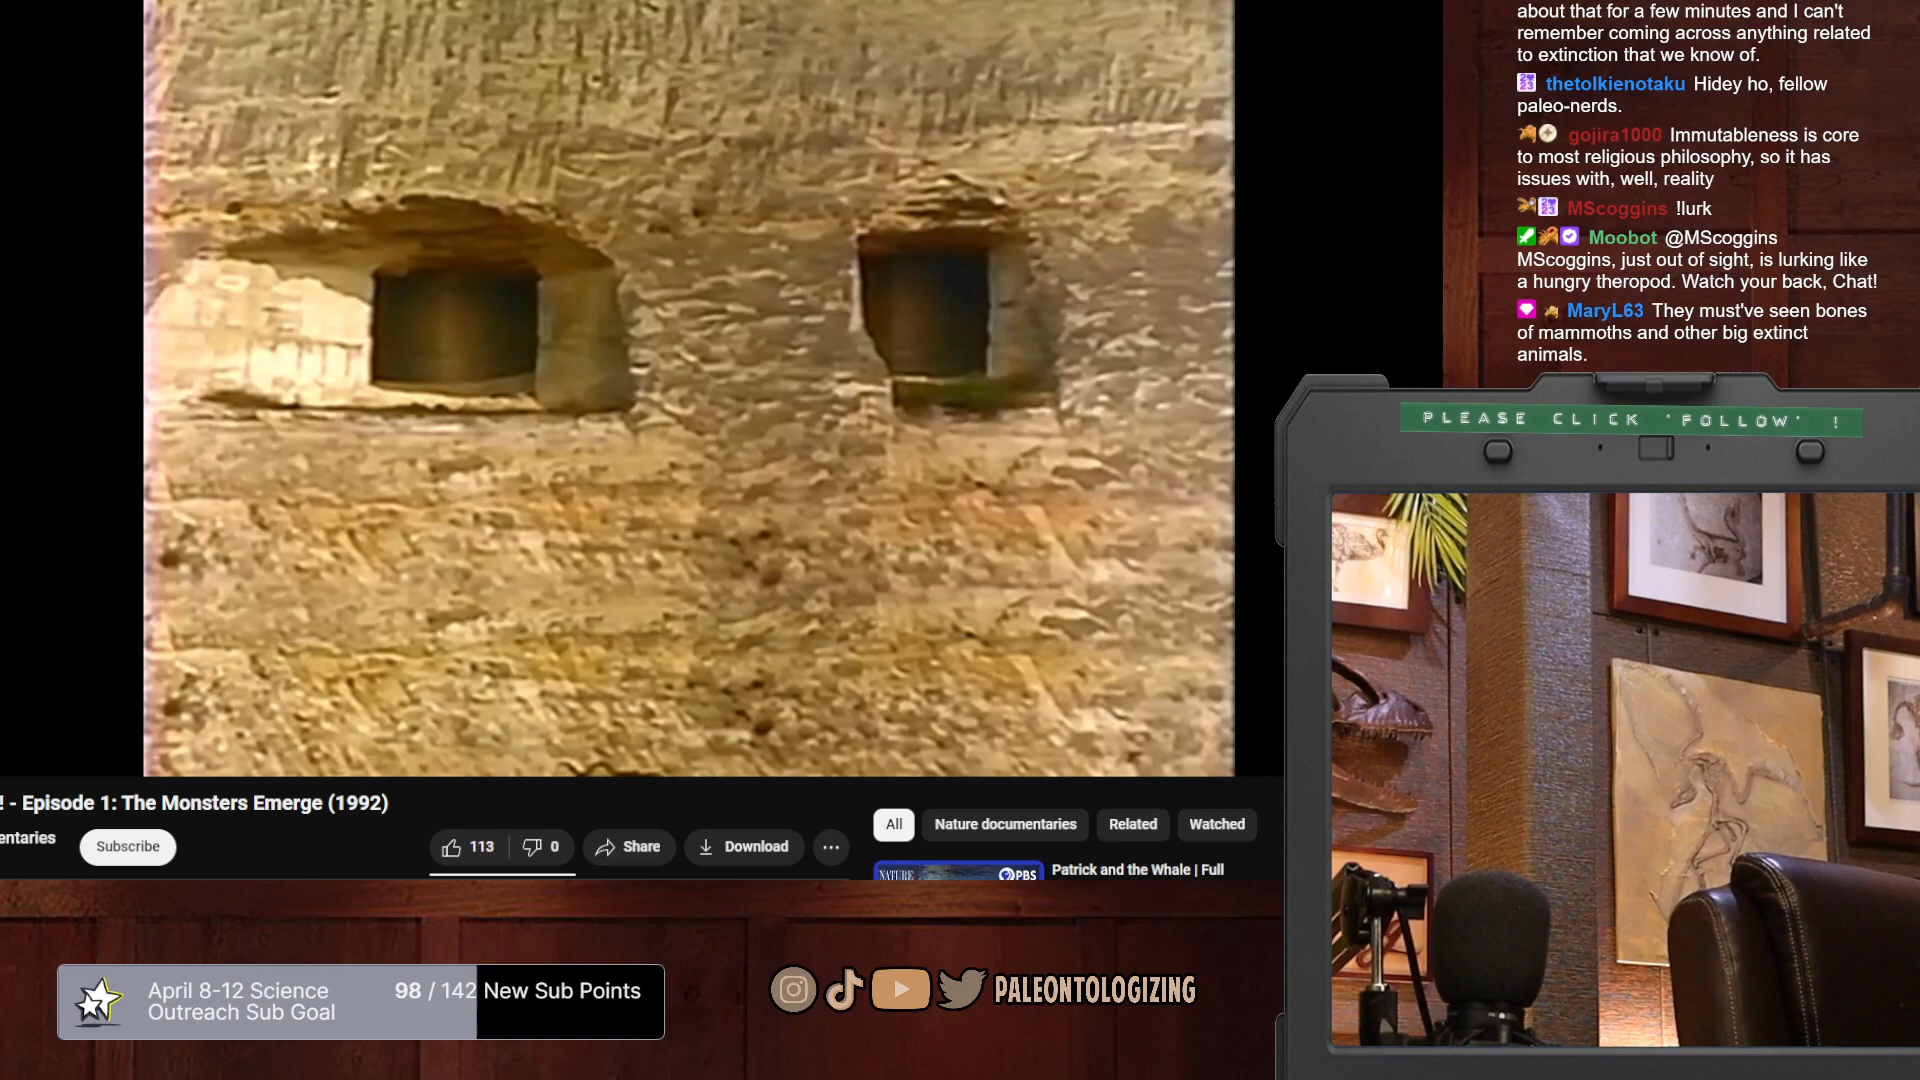 about that for a few minutes and I can't
remember coming across anything related
to extinction that we know of.
thetolkienotaku Hidey ho, fellow
paleo-nerds.
gojira1000 Immutableness is core
to most religious philosophy, so it has
issues with, well, reality
MScoggins !lurk
Moobot @MScoggins
MScoggins, just out of sight, is lurking like
a hungry theropod. Watch your back, Chat!
MaryL63 They must've seen bones
of mammoths and other big extinct
animals.
PLEASE CLICK "FOLLOW" !
! - Episode 1: The Monsters Emerge (1992)
entaries
Subscribe
113
0
Share
Download
All
Nature documentaries
Related
Watched
NATURE
PBS
Patrick and the Whale | Full
April 8-12 Science
Outreach Sub Goal
98 / 142 New Sub Points
PALEONTOLOGIZING